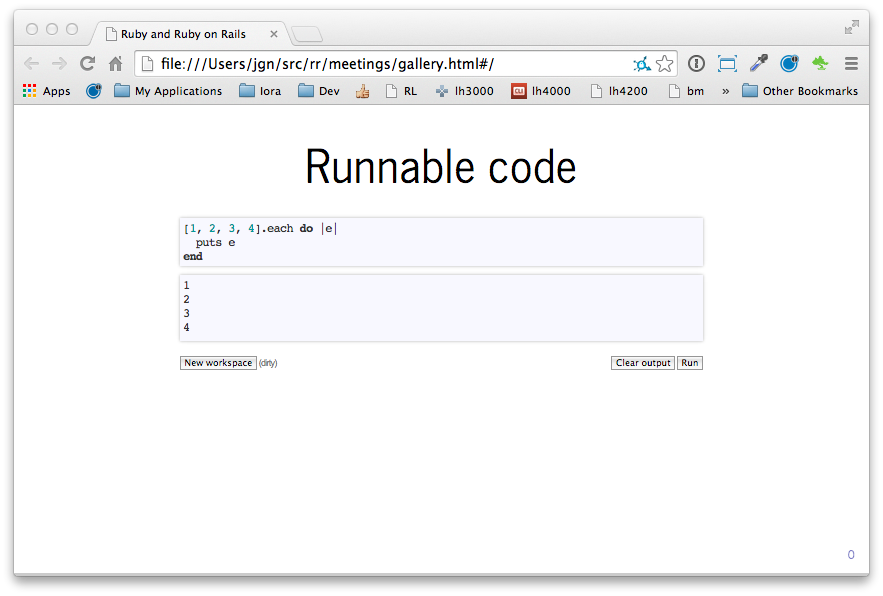 Ruby and Ruby on Rails
file:///Users/jgn/src/rr/meetings/gallery.html#/
Apps My Applications Iora Dev RL lh3000 CLI lh4000 lh4200 bm » Other Bookmarks
Runnable code
[1, 2, 3, 4].each do |e|
  puts e
end
1
2
3
4
New workspace (dirty) Clear output Run
0